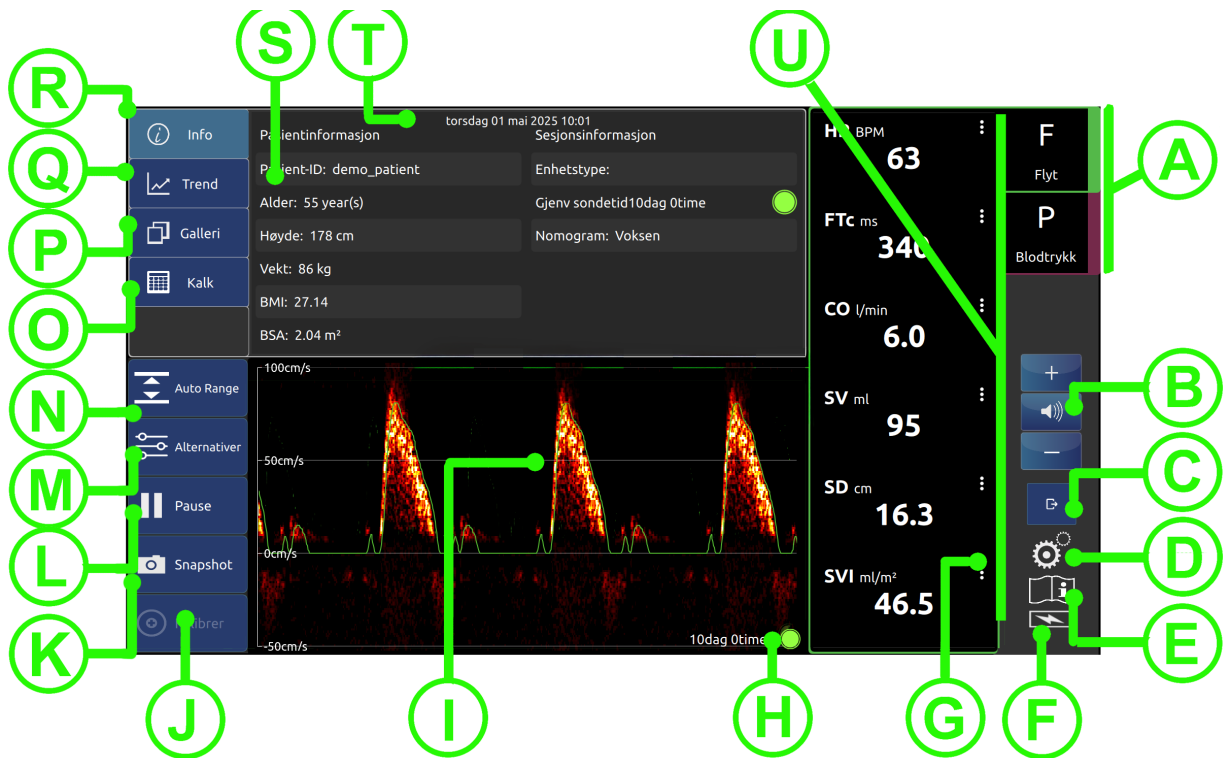 S
T
U
R
Q
P
O
N
M
L
K
J
I
H
G
F
E
D
C
B
A
Info
Trend
Galleri
Kalk
Auto Range
Alternativer
Pause
Snapshot
torsdag 01 mai 2025 10:01
Sesjonsinformasjon
demo_patient
Enhetstype:
Alder: 55 year(s)
Gjenv sondetid10dag 0time
Høyde: 178 cm
Nomogram: Voksen
Vekt: 86 kg
BMI: 27.14
BSA: 2.04 m²
100cm/s
50cm/s
0cm/s
-50cm/s
10dag 0time
HR BPM
63
FTc ms
340
CO l/min
6.0
SV ml
95
SD cm
16.3
SVI ml/m²
46.5
F
Flyt
P
Blodtrykk
+
−